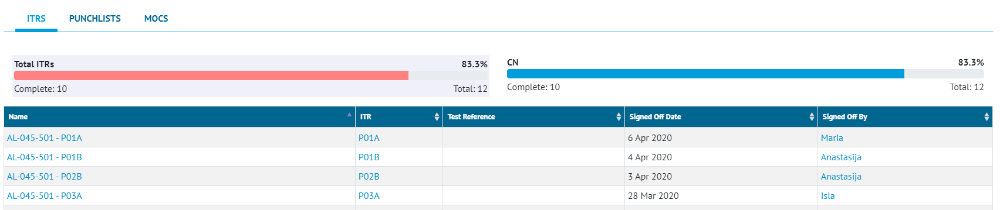 ITRS PUNCHLISTS MOCS
Total ITRs 83.3%
Complete: 10 Total: 12
CN 83.3%
Complete: 10 Total: 12
Name ITR Test Reference Signed Off Date Signed Off By
AL-045-501 - P01A P01A 6 Apr 2020 Maria
AL-045-501 - P01B P01B 4 Apr 2020 Anastasija
AL-045-501 - P02B P02B 3 Apr 2020 Anastasija
AL-045-501 - P03A P03A 28 Mar 2020 Isla